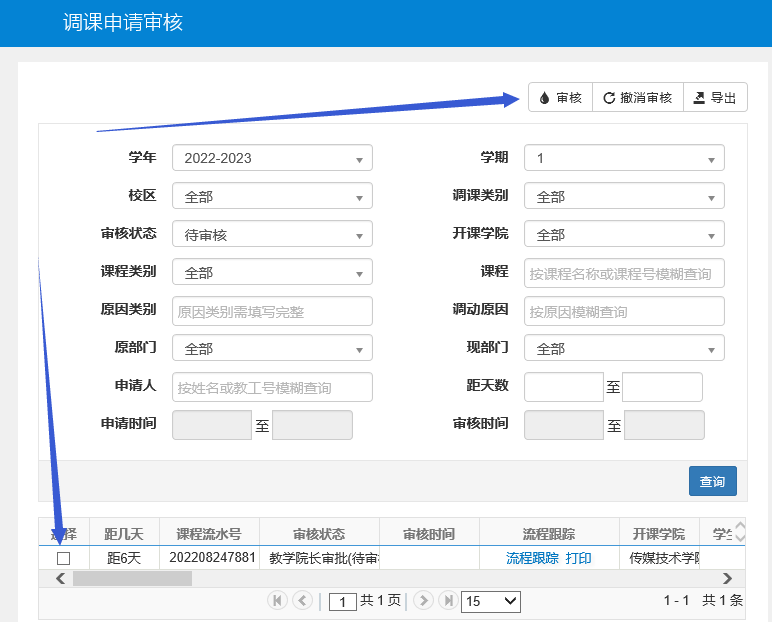 调课申请审核
审核 撤消审核 导出
学年 2022-2023 学期 1
校区 全部 调课类别 全部
审核状态 待审核 开课学院 全部
课程类别 全部 课程 按课程名称或课程号模糊查询
原因类别 原因类别需填写完整 调动原因 按原因模糊查询
原部门 全部 现部门 全部
申请人 按姓名或教工号模糊查询 距天数 至
申请时间 至 审核时间 至
查询
择 距几天 课程流水号 审核状态 审核时间 流程跟踪 开课学院
距6天 202208247881 教学院长审批(待审 流程跟踪 打印 传媒技术学
1 共1页 15 1 - 1 共1条